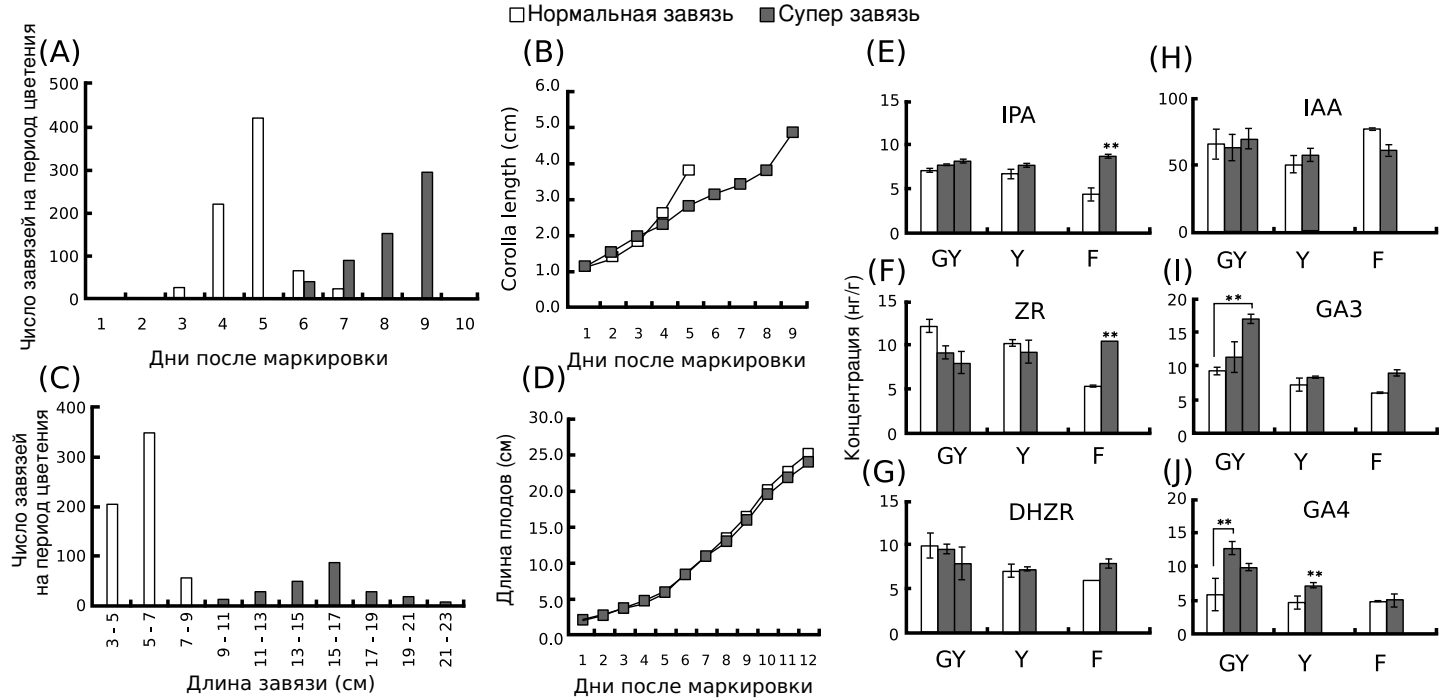 Нормальная завязь Супер завязь
(A)
Число завязей на период цветения
500
400
300
200
100
0
1 2 3 4 5 6 7 8 9 10
Дни после маркировки
(B)
Corolla length (cm)
6.0
5.0
4.0
3.0
2.0
1.0
0.0
1 2 3 4 5 6 7 8 9
Дни после маркировки
(C)
Число завязей
на период цветения
400
300
200
100
0
3 - 5
5 - 7
7 - 9
9 - 11
11 - 13
13 - 15
15 - 17
17 - 19
19 - 21
21 - 23
Длина завязи (см)
(D)
Длина плодов (см)
30.0
25.0
20.0
15.0
10.0
5.0
0.0
1 2 3 4 5 6 7 8 9 10 11 12
Дни после маркировки
Концентрация (нг/г)
(E)
IPA
15
10
5
0
**
GY Y F
(F)
ZR
15
10
5
0
**
GY Y F
(G)
DHZR
15
10
5
0
GY Y F
(H)
IAA
100
50
0
GY Y F
(I)
GA3
20
15
10
5
0
**
GY Y F
(J)
GA4
20
15
10
5
0
**
**
GY Y F